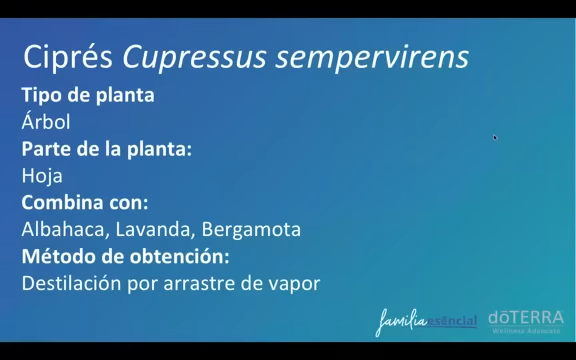 Ciprés Cupressus sempervirens
Tipo de planta
Árbol
Parte de la planta:
Hoja
Combina con:
Albahaca, Lavanda, Bergamota
Método de obtención:
Destilación por arrastre de vapor
familia esencial
dōTERRA
Wellness Advocate